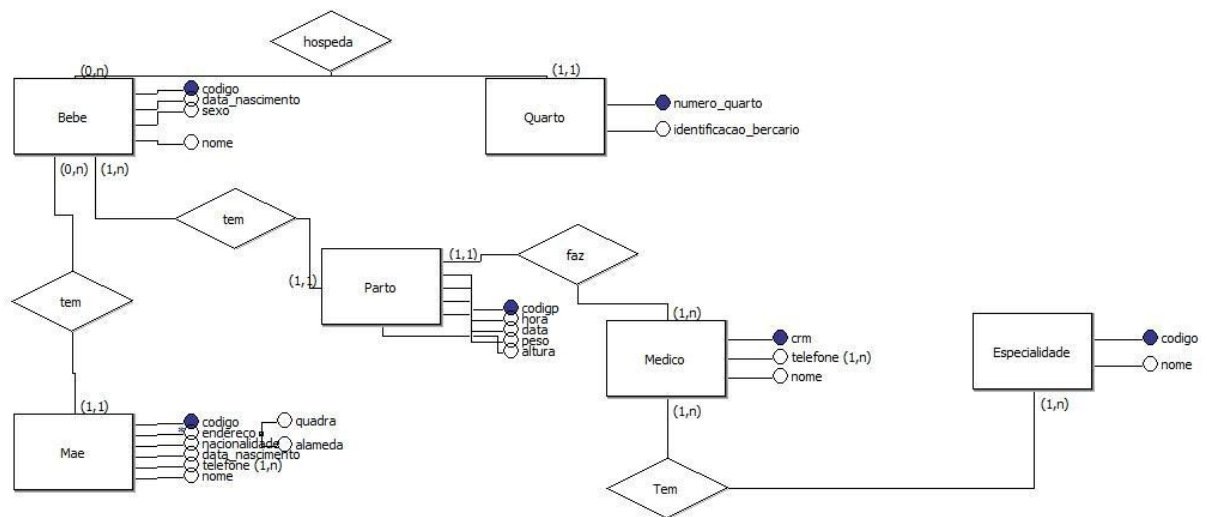 hospeda
(0,n)
(1,1)
Bebe
codigo
data_nascimento
sexo
nome
Quarto
numero_quarto
identificacao_bercario
(0,n)
(1,n)
tem
(1,1)
Parto
(1,1)
faz
codigp
hora
data
peso
altura
tem
(1,n)
Medico
crm
telefone (1,n)
nome
Especialidade
codigo
nome
(1,1)
(1,n)
(1,n)
Mae
codigo
endereço
nacionalidade
data_nascimento
telefone (1,n)
nome
quadra
alameda
Tem